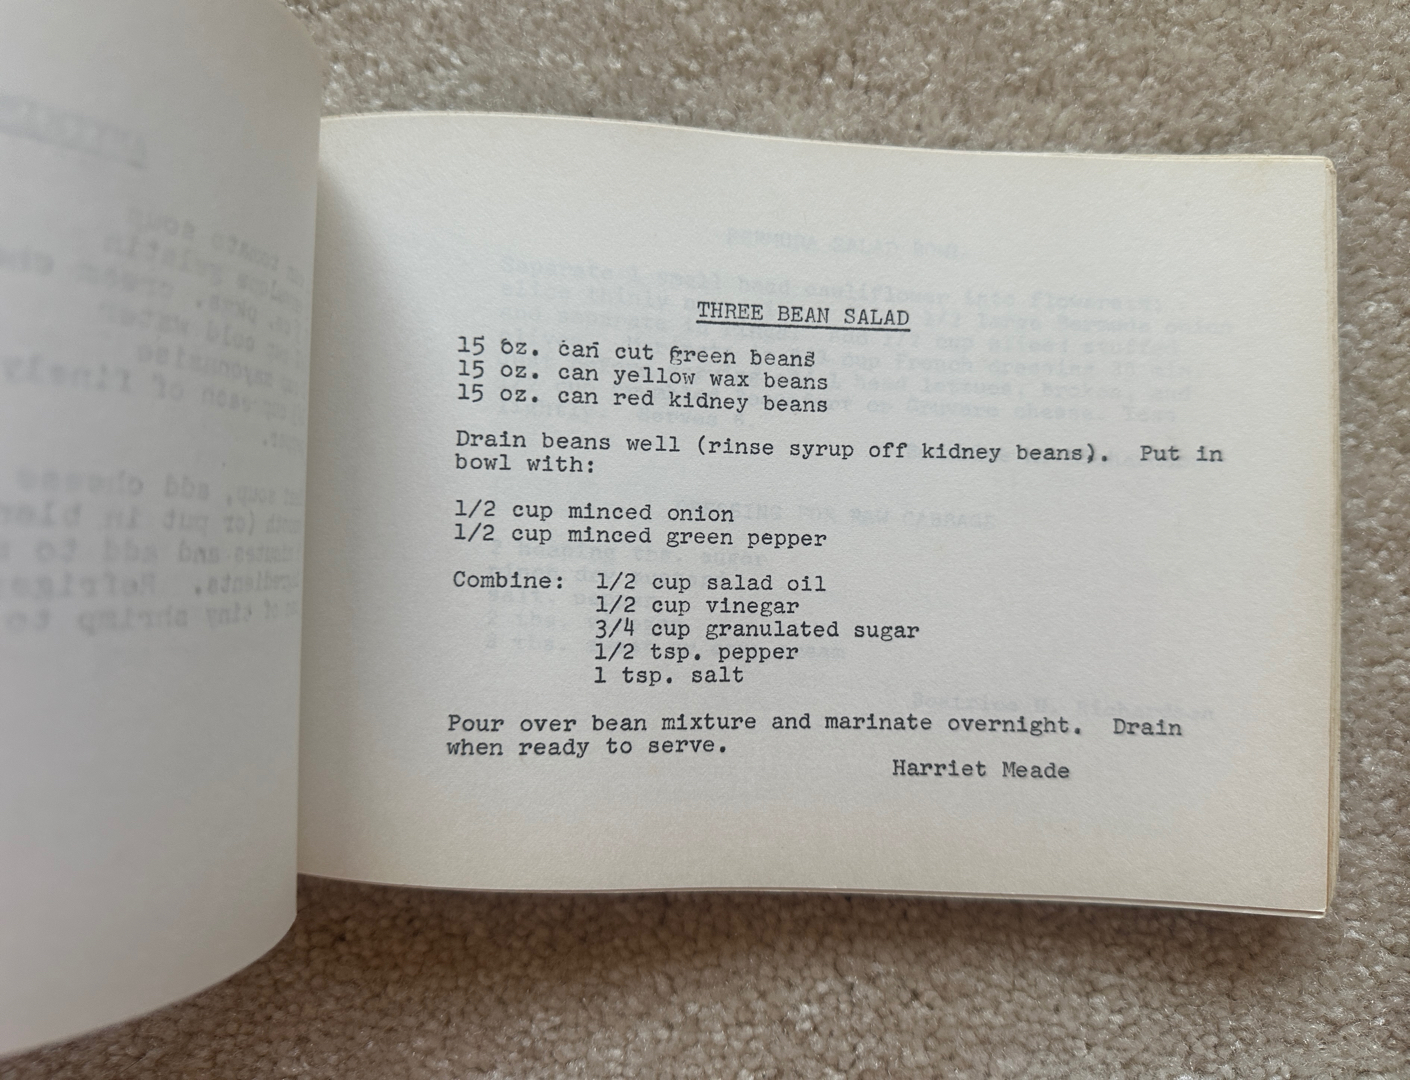 THREE BEAN SALAD
15 oz. can cut green beans
15 oz. can yellow wax beans
15 oz. can red kidney beans
Drain beans well (rinse syrup off kidney beans). Put in
bowl with:
1/2 cup minced onion
1/2 cup minced green pepper
Combine: 1/2 cup salad oil
1/2 cup vinegar
3/4 cup granulated sugar
1/2 tsp. pepper
1 tsp. salt
Pour over bean mixture and marinate overnight. Drain
when ready to serve.
Harriet Meade